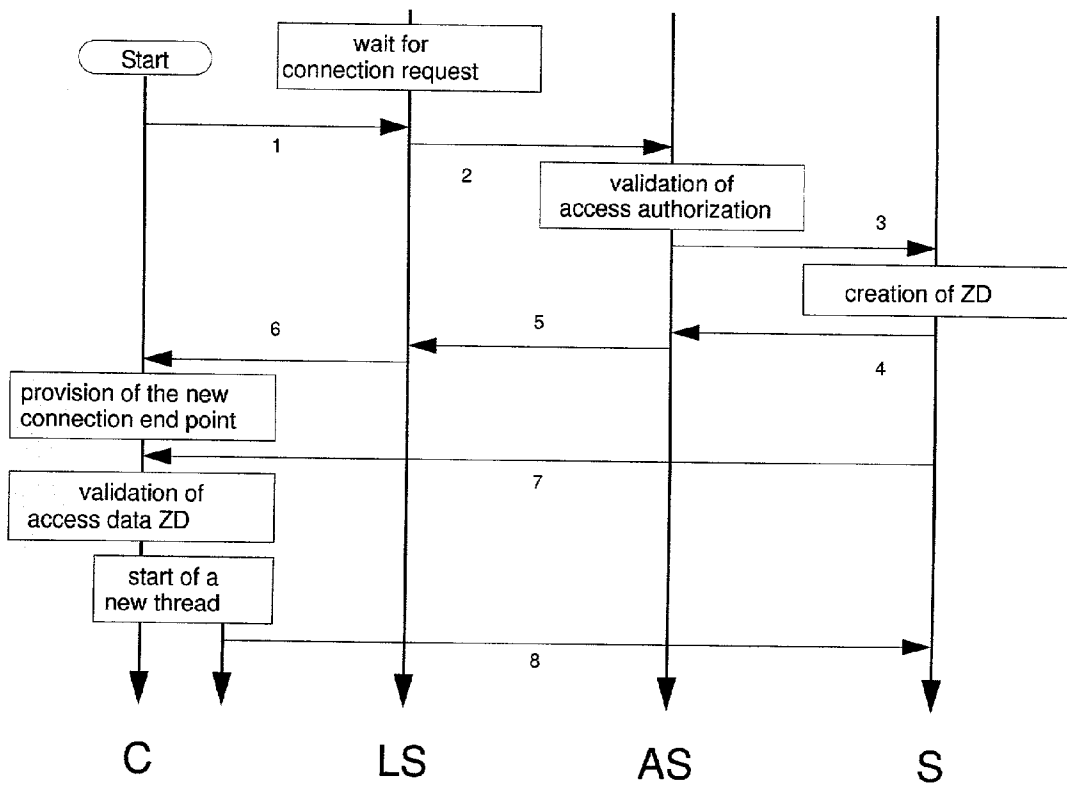 Start
wait for
connection request
1
2
validation of
access authorization
3
creation of ZD
4
5
6
provision of the new
connection end point
7
validation of
access data ZD
start of a
new thread
8
C
LS
AS
S